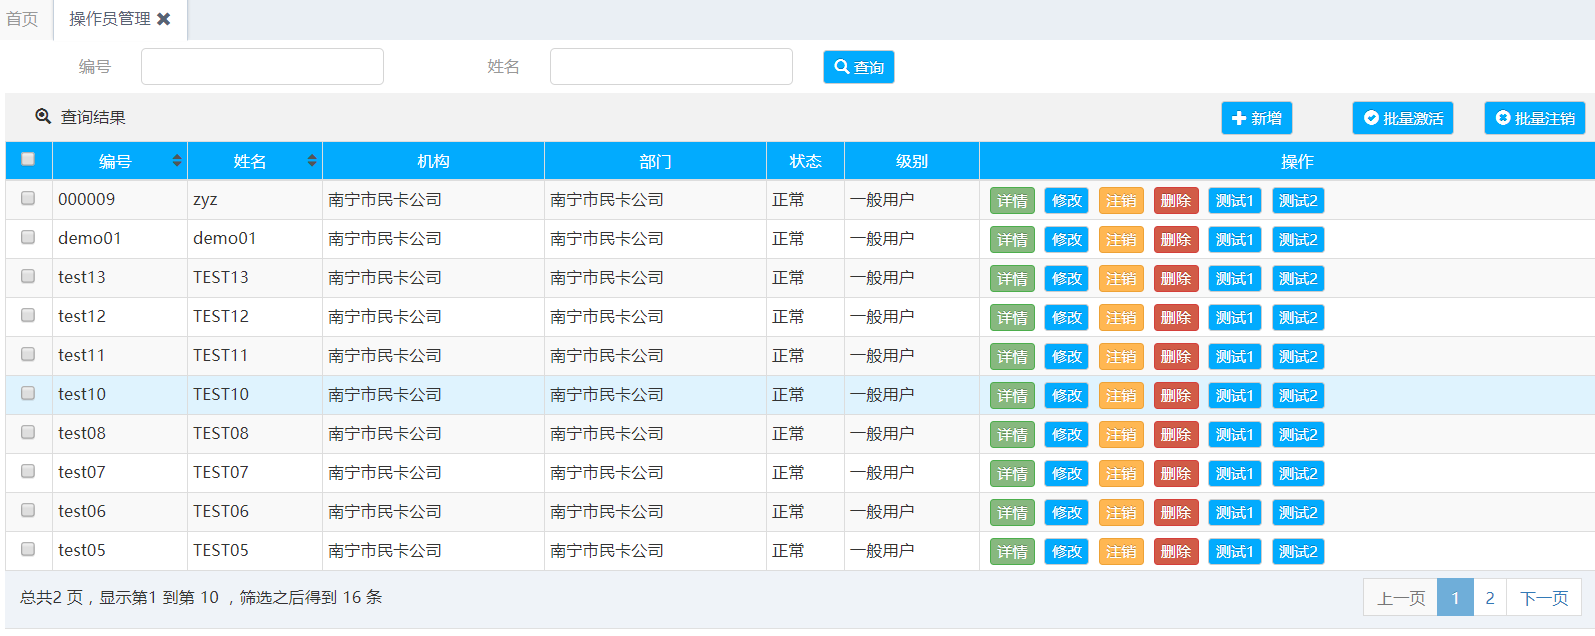 首页 操作员管理
编号 姓名 查询
查询结果 新增 批量激活 批量注销
编号 姓名 机构 部门 状态 级别 操作
000009 zyz 南宁市民卡公司 南宁市民卡公司 正常 一般用户 详情 修改 注销 删除 测试1 测试2
demo01 demo01 南宁市民卡公司 南宁市民卡公司 正常 一般用户 详情 修改 注销 删除 测试1 测试2
test13 TEST13 南宁市民卡公司 南宁市民卡公司 正常 一般用户 详情 修改 注销 删除 测试1 测试2
test12 TEST12 南宁市民卡公司 南宁市民卡公司 正常 一般用户 详情 修改 注销 删除 测试1 测试2
test11 TEST11 南宁市民卡公司 南宁市民卡公司 正常 一般用户 详情 修改 注销 删除 测试1 测试2
test10 TEST10 南宁市民卡公司 南宁市民卡公司 正常 一般用户 详情 修改 注销 删除 测试1 测试2
test08 TEST08 南宁市民卡公司 南宁市民卡公司 正常 一般用户 详情 修改 注销 删除 测试1 测试2
test07 TEST07 南宁市民卡公司 南宁市民卡公司 正常 一般用户 详情 修改 注销 删除 测试1 测试2
test06 TEST06 南宁市民卡公司 南宁市民卡公司 正常 一般用户 详情 修改 注销 删除 测试1 测试2
test05 TEST05 南宁市民卡公司 南宁市民卡公司 正常 一般用户 详情 修改 注销 删除 测试1 测试2
总共2 页，显示第1 到第 10 ，筛选之后得到 16 条 上一页 1 2 下一页